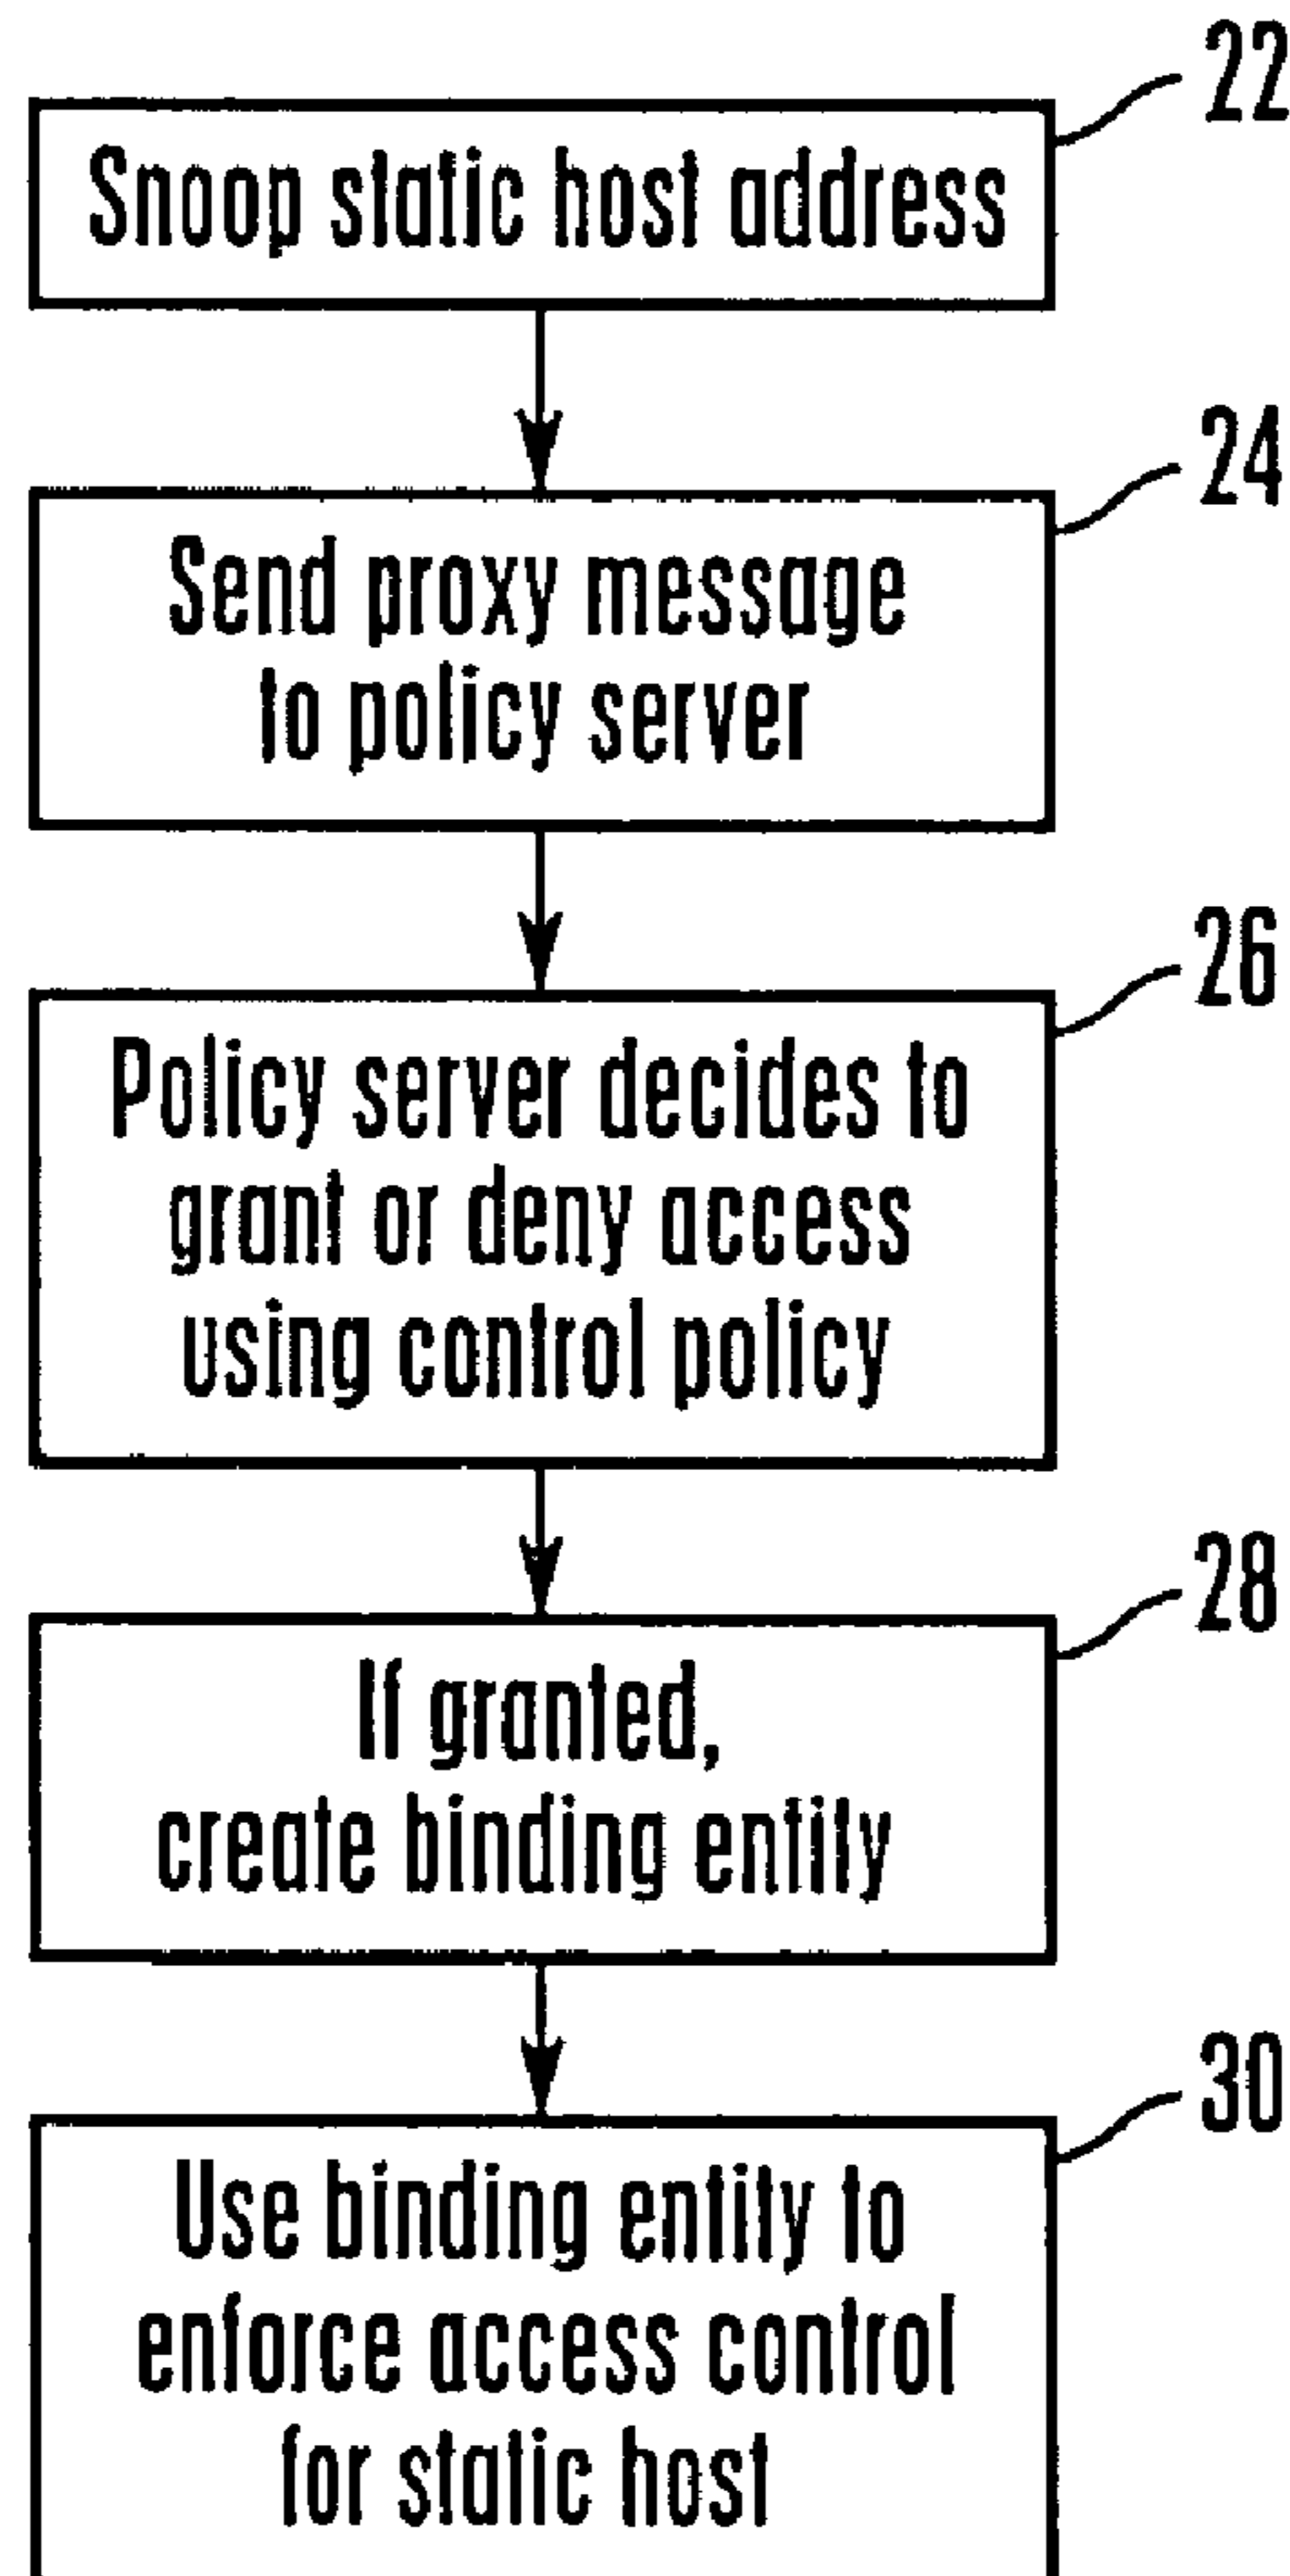 22
Snoop static host address
24
Send proxy message
to policy server
26
Policy server decides to
grant or deny access
using control policy
28
If granted,
create binding entity
30
Use binding entity to
enforce access control
for static host